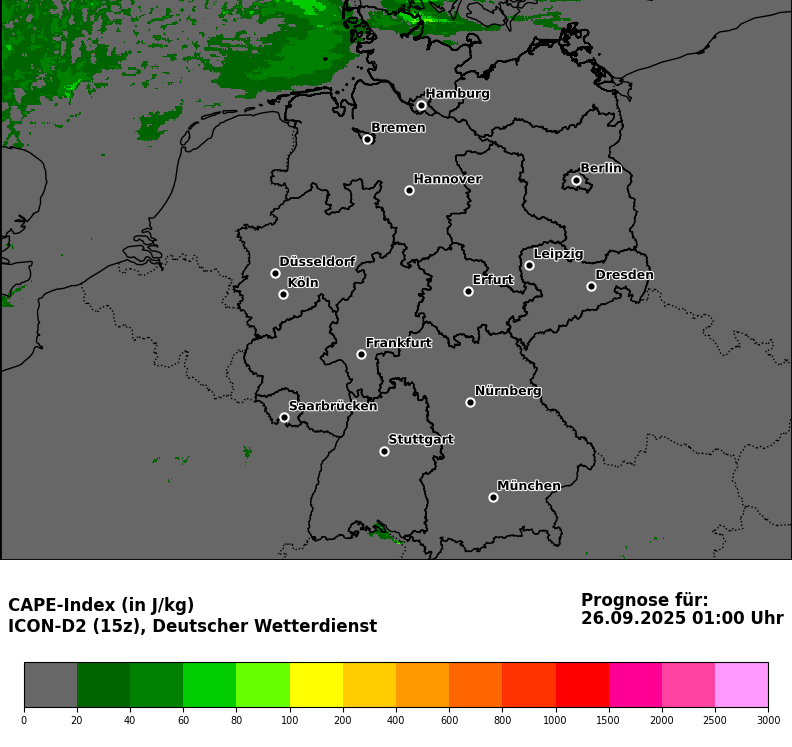 Hamburg
Bremen
Berlin
Hannover
Leipzig
Düsseldorf
Dresden
Erfurt
Köln
Frankfurt
Nürnberg
Saarbrücken
Stuttgart
München
CAPE-Index (in J/kg)
ICON-D2 (15z), Deutscher Wetterdienst
Prognose für:
26.09.2025 01:00 Uhr
0 20 40 60 80 100 200 400 600 800 1000 1500 2000 2500 3000